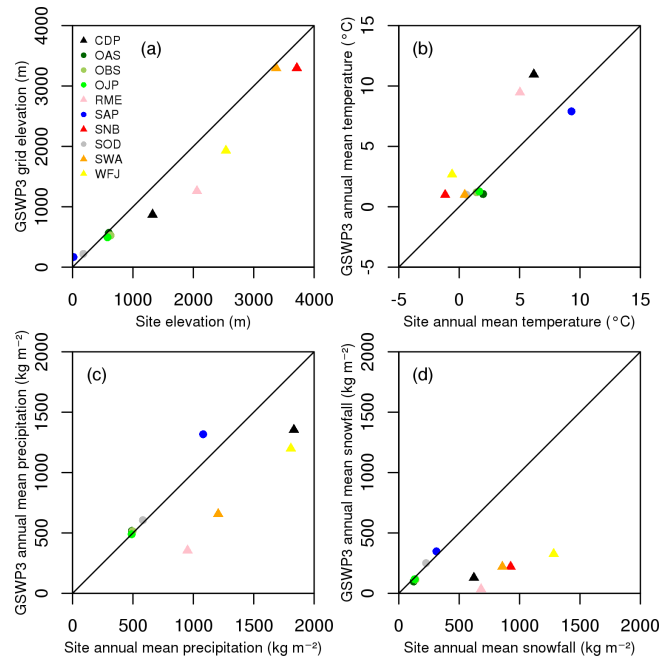 (a)
CDP
OAS
OBS
OJP
RME
SAP
SNB
SOD
SWA
WFJ
GSWP3 grid elevation (m)
0 1000 2000 3000 4000
0 1000 2000 3000 4000
Site elevation (m)
(b)
GSWP3 annual mean temperature (°C)
-5 0 5 10 15
-5 0 5 10 15
Site annual mean temperature (°C)
(c)
GSWP3 annual mean precipitation (kg m⁻²)
0 500 1000 1500 2000
0 500 1000 1500 2000
Site annual mean precipitation (kg m⁻²)
(d)
GSWP3 annual mean snowfall (kg m⁻²)
0 500 1000 1500 2000
0 500 1000 1500 2000
Site annual mean snowfall (kg m⁻²)